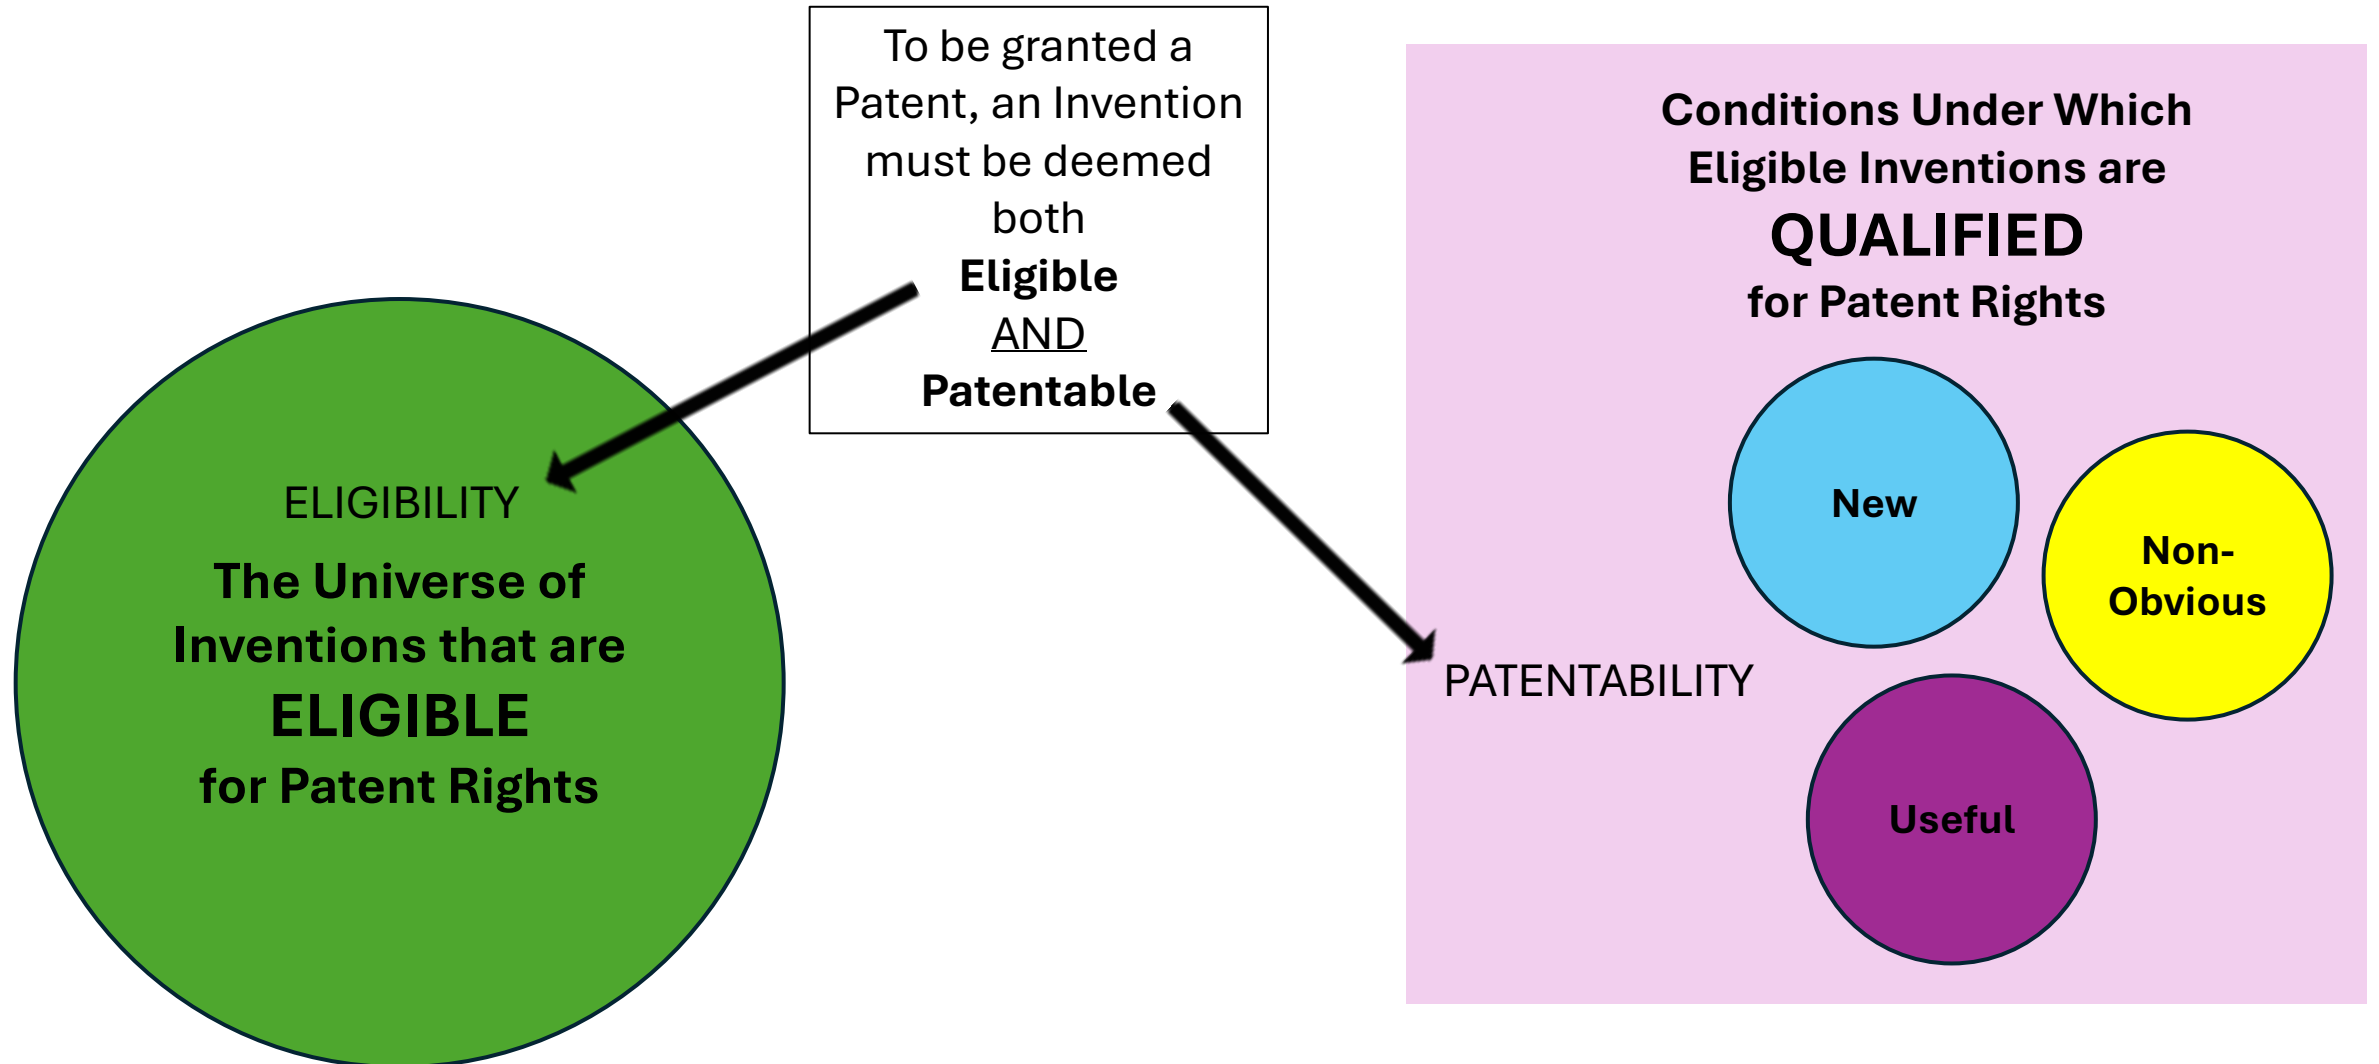 To be granted a
Patent, an Invention
must be deemed
both
Eligible
AND
Patentable
ELIGIBILITY
The Universe of
Inventions that are
ELIGIBLE
for Patent Rights
Conditions Under Which
Eligible Inventions are
QUALIFIED
for Patent Rights
New
Non-
Obvious
PATENTABILITY
Useful